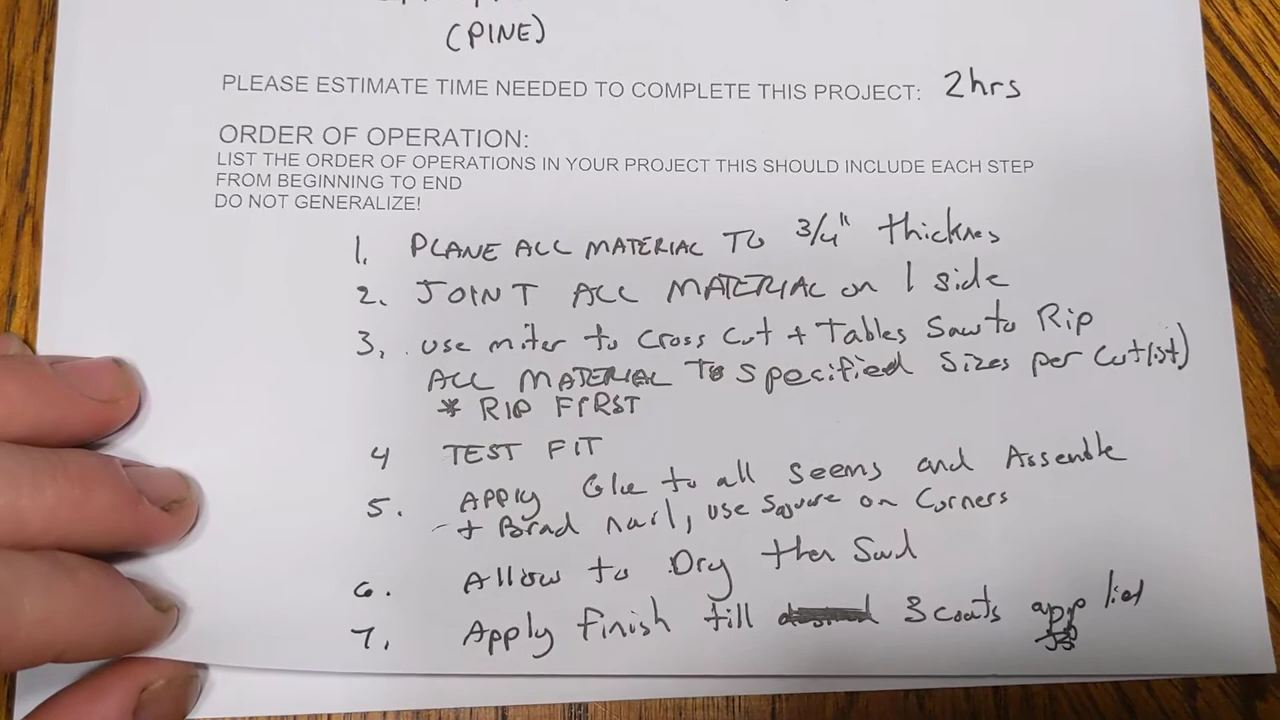 (PINE)
PLEASE ESTIMATE TIME NEEDED TO COMPLETE THIS PROJECT: 2hrs
ORDER OF OPERATION:
LIST THE ORDER OF OPERATIONS IN YOUR PROJECT THIS SHOULD INCLUDE EACH STEP
FROM BEGINNING TO END
DO NOT GENERALIZE!
1. PLANE ALL MATERIAL TO 3/4" thicknes
2. JOINT ALL MATERIAL on 1 side
3. use miter to Cross Cut + Tables Saw to Rip
ALL MATERIAL TO Specified Sizes per Cutlist)
* RIP FIRST
4 TEST FIT
5. APPLY Glue to all Seems and Assemble
+ Brad nail, use Square on Corners
6. Allow to Dry then Sand
7. Apply finish till 3 coats applied